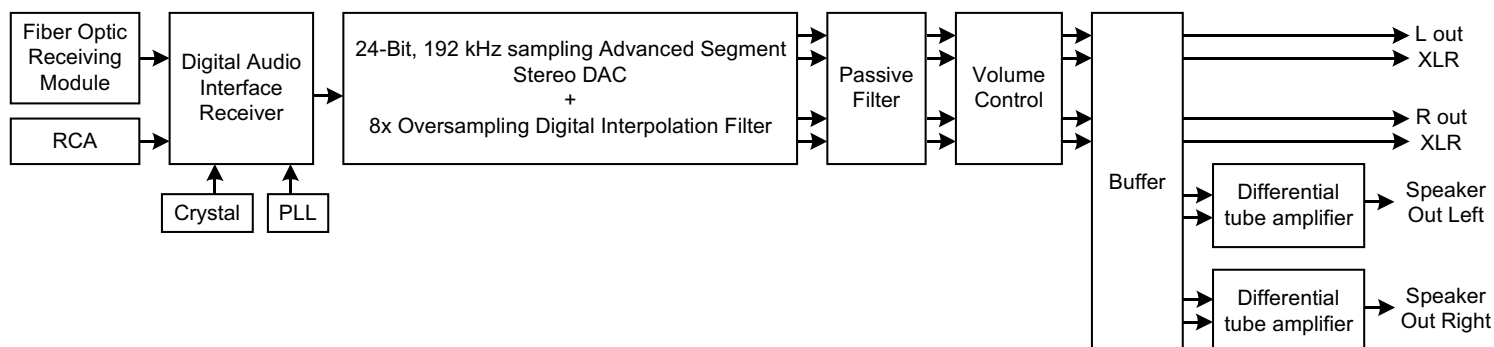 Fiber Optic
Receiving
Module
RCA
Digital Audio
Interface
Receiver
Crystal
PLL
24-Bit, 192 kHz sampling Advanced Segment
Stereo DAC
+
8x Oversampling Digital Interpolation Filter
Passive
Filter
Volume
Control
Buffer
L out
XLR
R out
XLR
Differential
tube amplifier
Speaker
Out Left
Differential
tube amplifier
Speaker
Out Right